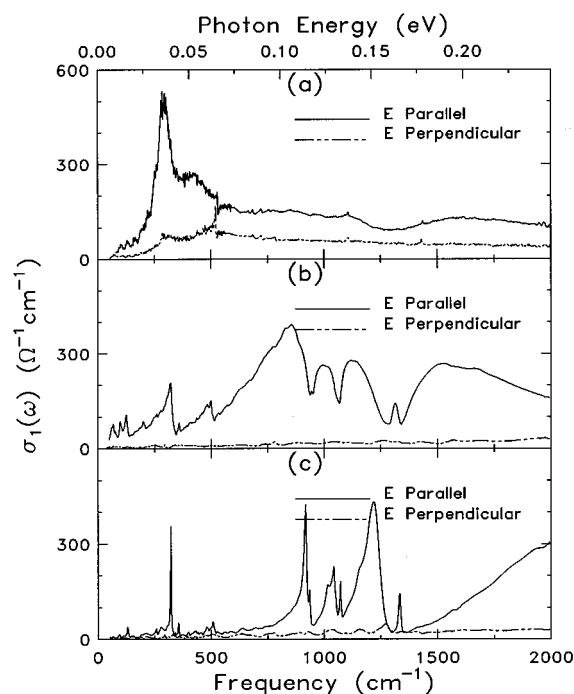 Photon Energy (eV)
0.00 0.05 0.10 0.15 0.20
600
(a)
E Parallel
E Perpendicular
300
0
(b)
E Parallel
E Perpendicular
300
0
σ₁(ω) (Ω⁻¹cm⁻¹)
(c)
E Parallel
E Perpendicular
300
0
0 500 1000 1500 2000
Frequency (cm⁻¹)